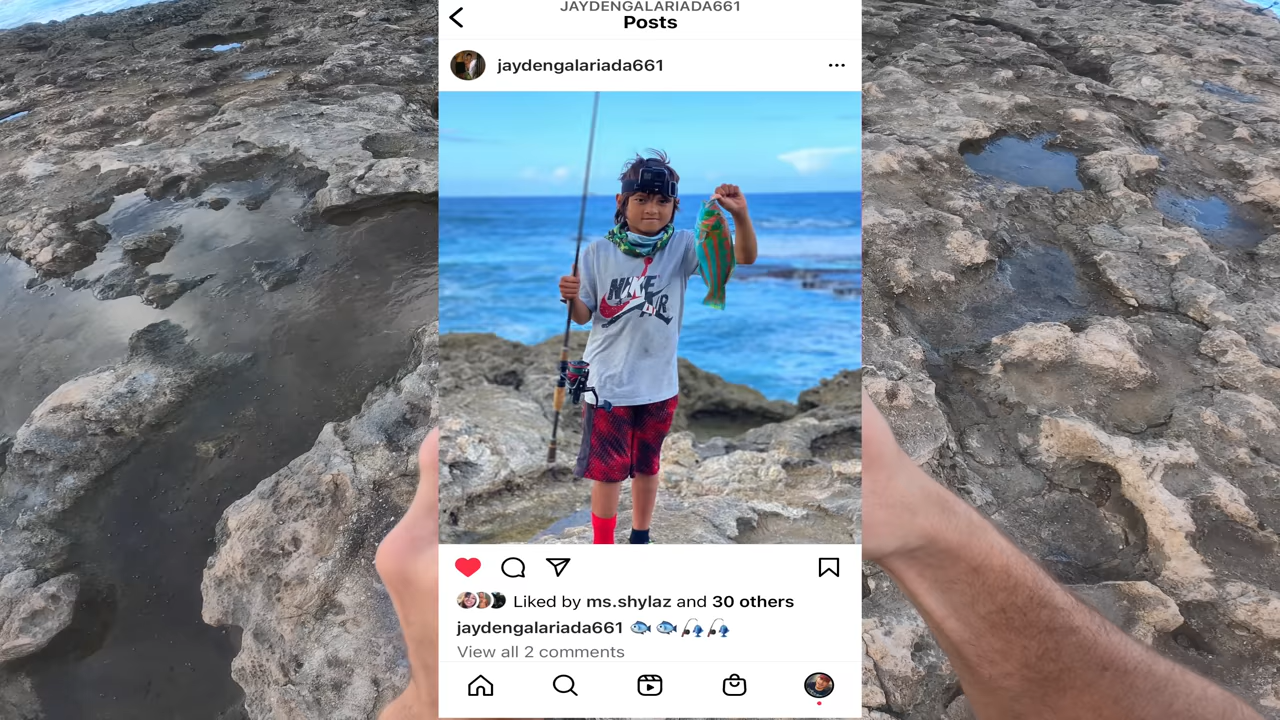 JAYDENGALARIADA661
Posts
jaydengalariada661
NIKE
AIR
Liked by ms.shylaz and 30 others
jaydengalariada661 🐟🐟🎣🎣
View all 2 comments